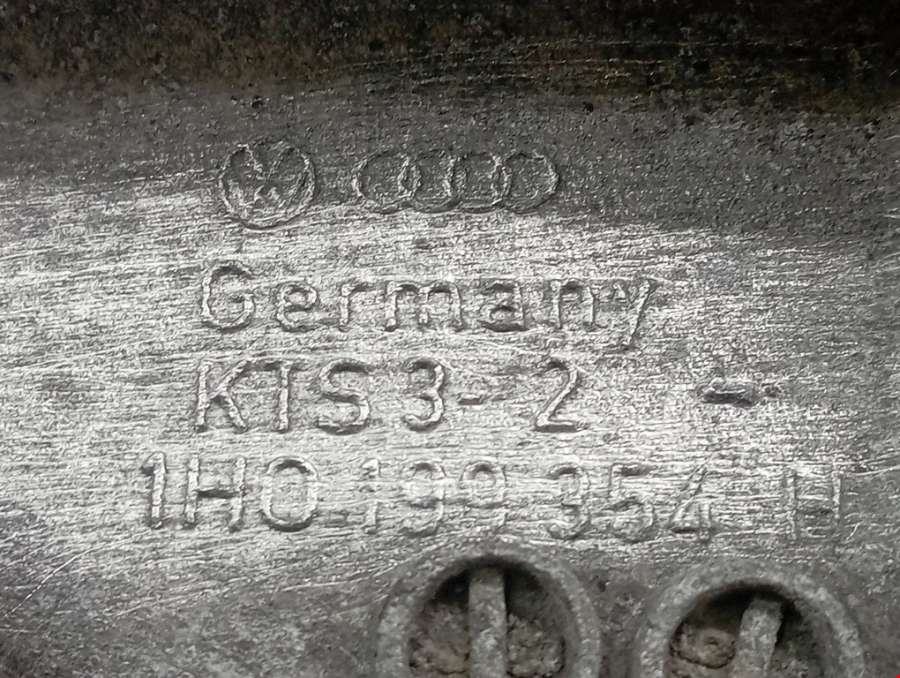 Germany
KTS 3-2 -
1H0 199 354 H